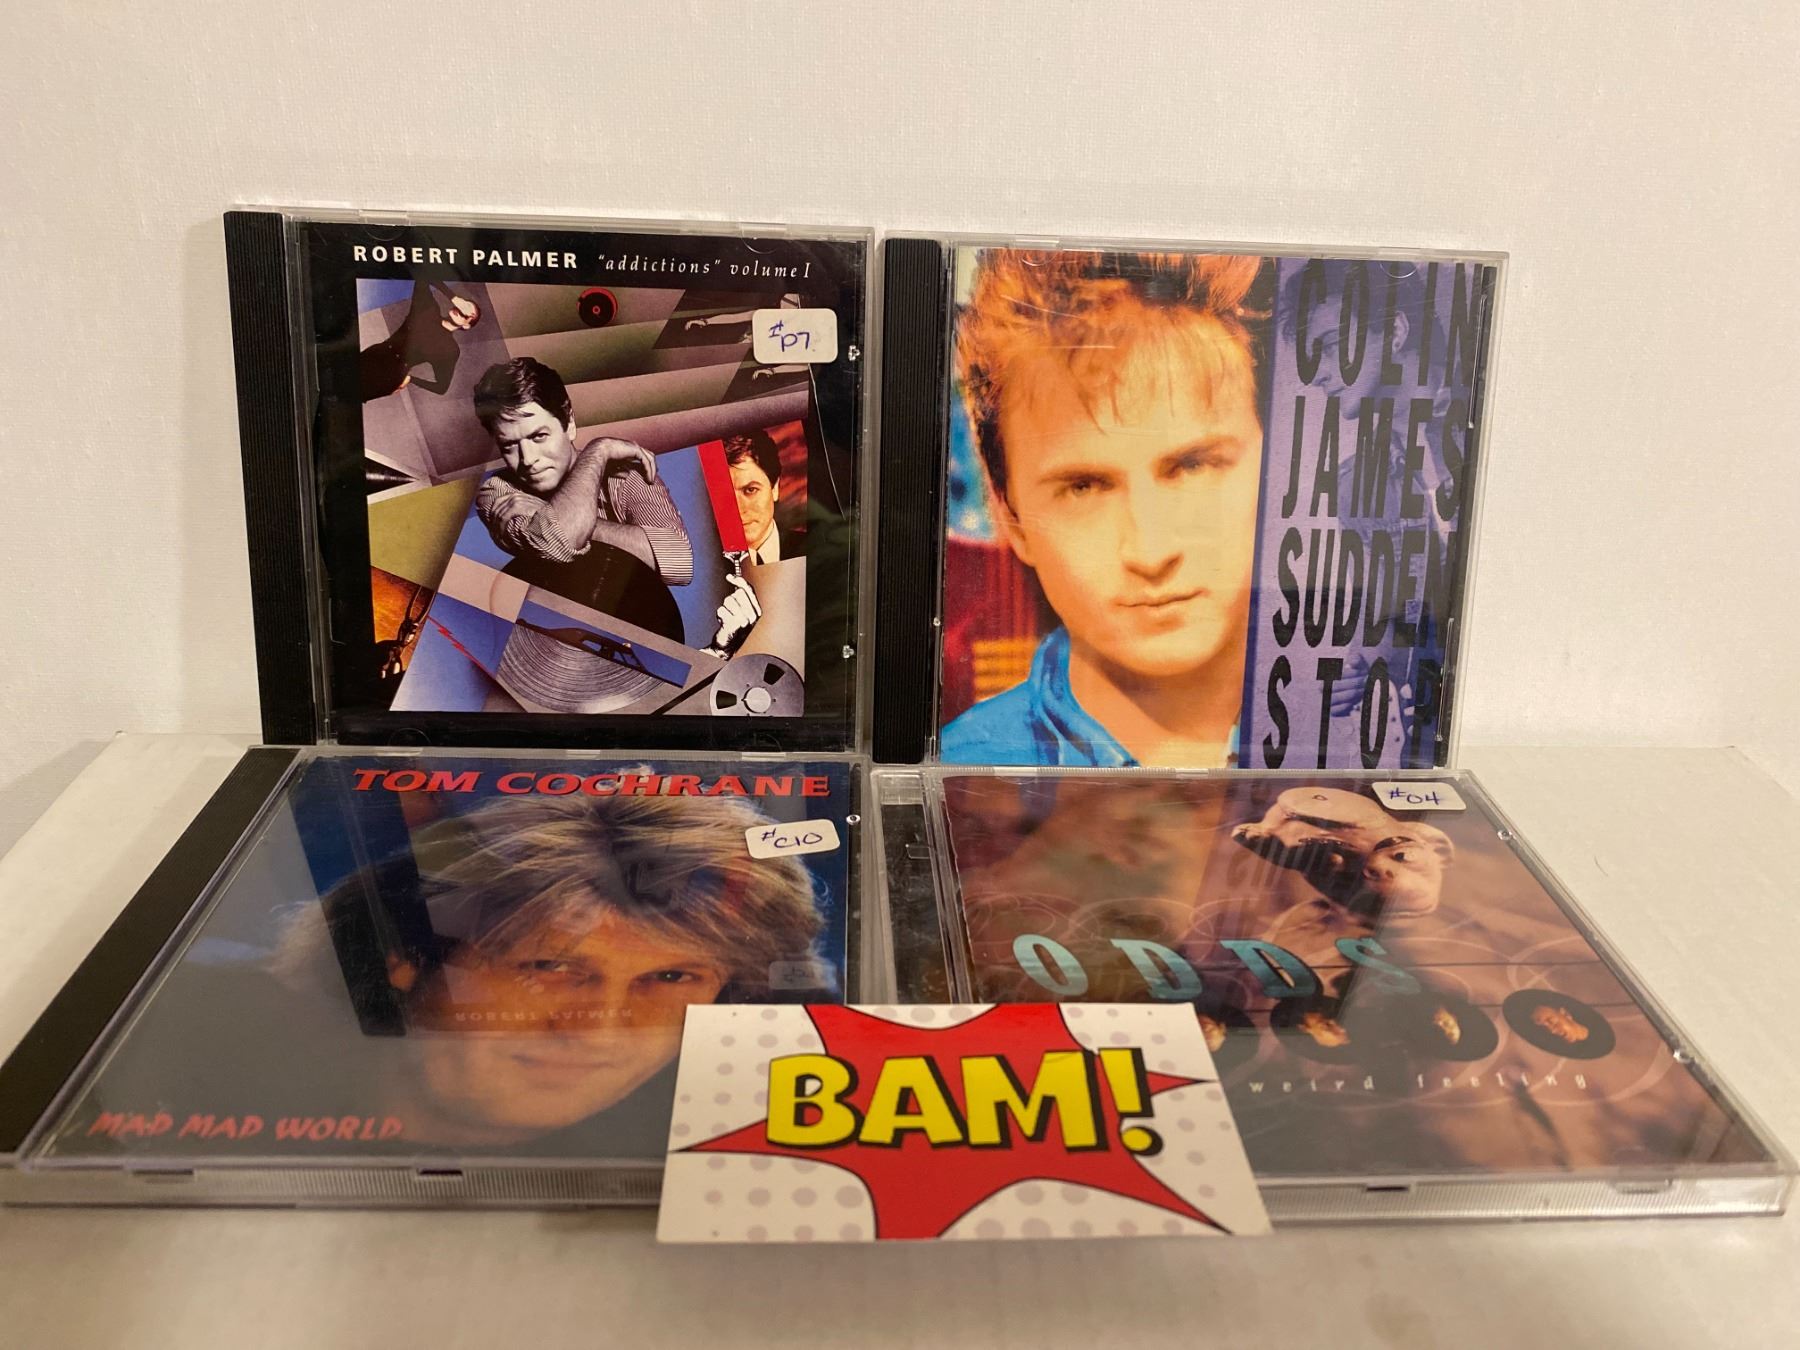 ROBERT PALMER "addictions" volume I
#P7.
COLIN
JAMES
SUDDEN
STOP
TOM COCHRANE
#C10
ROBERT PALMER
MAD MAD WORLD
#04
ODDS
weird feeling
BAM!